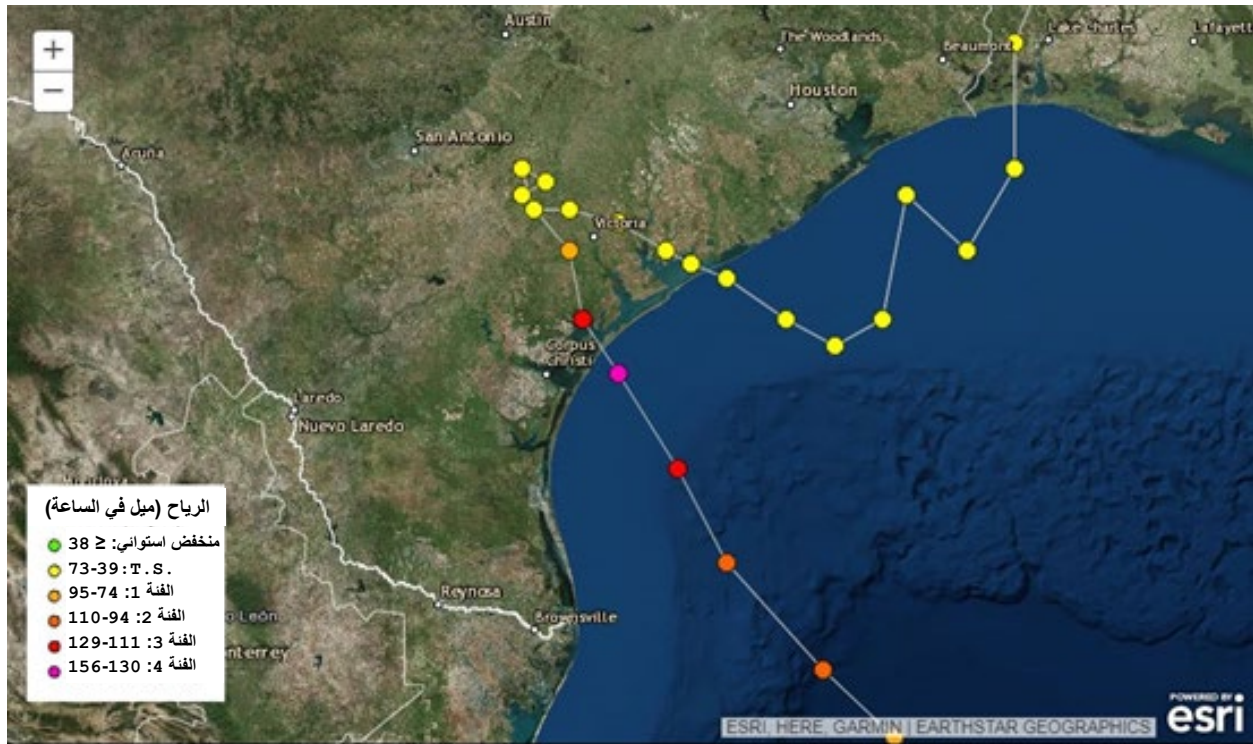 +
Austin
Lake Charles
Lafayett
The Woodlands
Beaumont
−
Houston
San Antonio
Acuña
Victoria
Corpus
Christi
Laredo
Nuevo Laredo
الرياح (ميل في الساعة)
منخفض استوائي: ≤ 38
73-39:T.S.
الفئة 1: 74-95
الفئة 2: 94-110
الفئة 3: 111-129
الفئة 4: 130-156
Reynosa
Brownsville
o León
nterrey
ESRI, HERE, GARMIN | EARTHSTAR GEOGRAPHICS
POWERED BY
esri